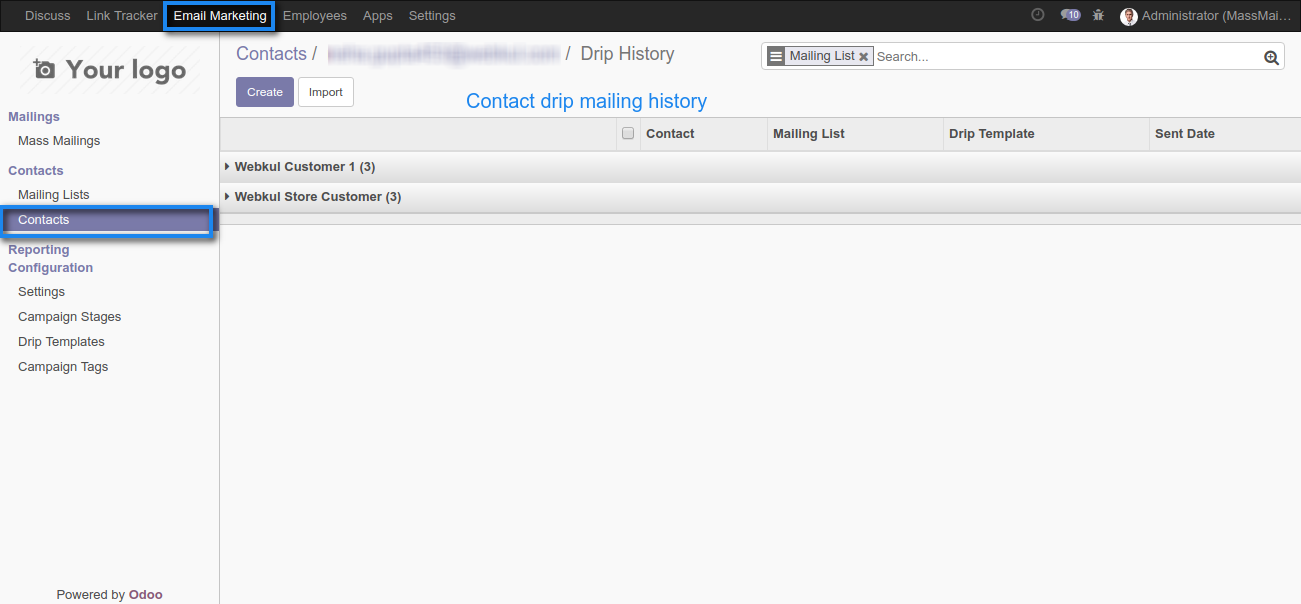 Discuss Link Tracker Email Marketing Employees Apps Settings 10 Administrator (MassMai...
Your logo
Contacts / / Drip History
Mailing List Search...
Create Import
Contact drip mailing history
Mailings
Mass Mailings
Contacts
Mailing Lists
Contacts
Reporting
Configuration
Settings
Campaign Stages
Drip Templates
Campaign Tags
Contact Mailing List Drip Template Sent Date
Webkul Customer 1 (3)
Webkul Store Customer (3)
Powered by Odoo